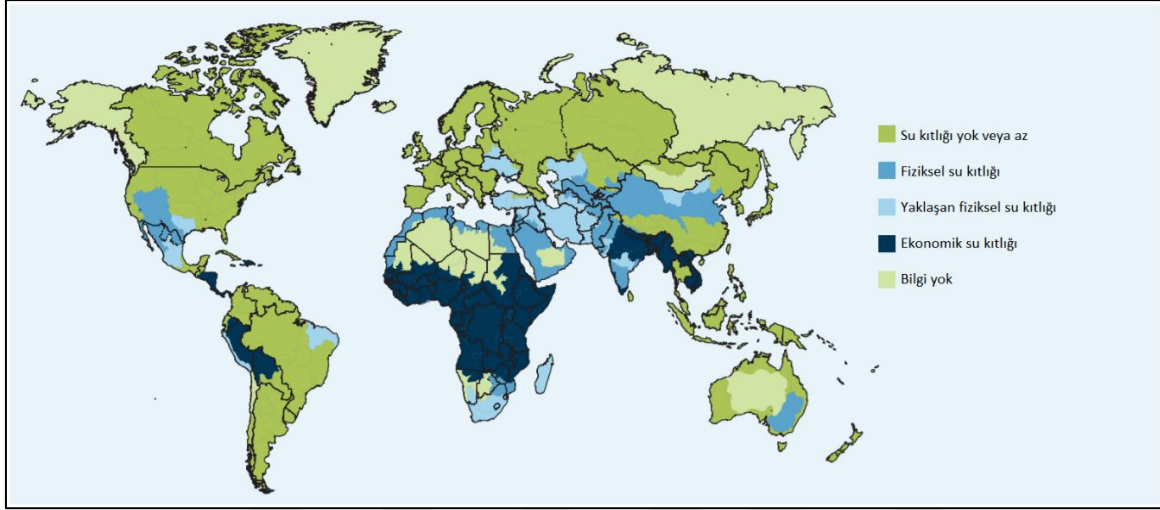 Su kıtlığı yok veya az
Fiziksel su kıtlığı
Yaklaşan fiziksel su kıtlığı
Ekonomik su kıtlığı
Bilgi yok